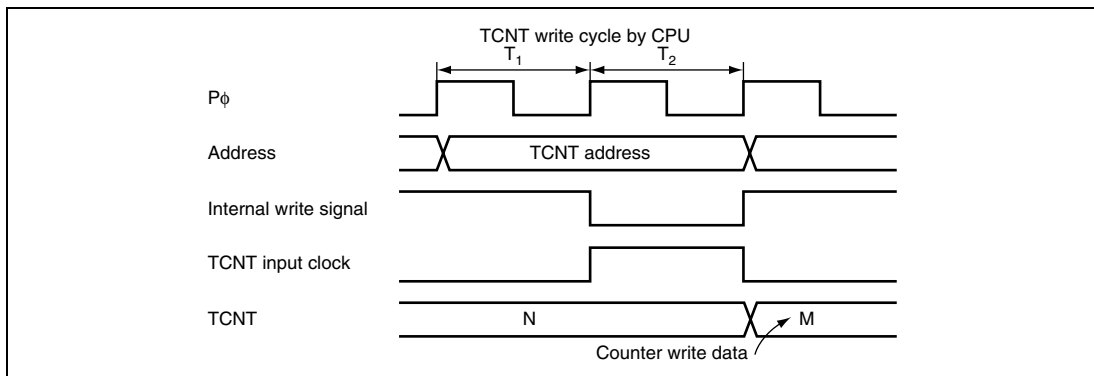 TCNT write cycle by CPU
T1 T2
Pφ
Address TCNT address
Internal write signal
TCNT input clock
TCNT N M
Counter write data